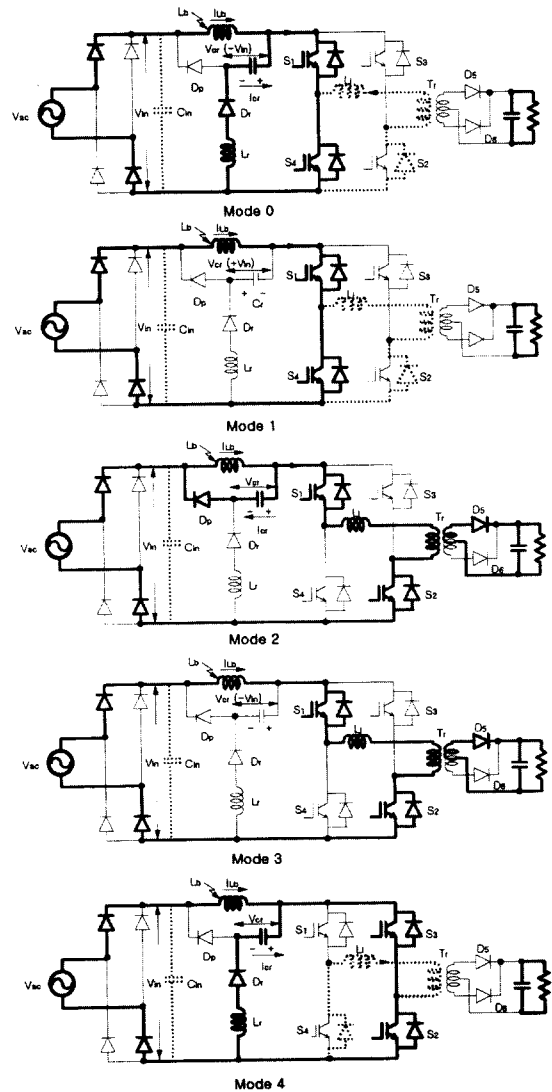 Lb ILb
Vcr (-Vin)
S1 S3
Dp Icr
Ll Tr D5
Vin Cin Dr
Vac
Lr D6
S4 S2
Mode 0
Lb ILb
Vcr (+Vin)
S1 S3
Dp Cr
Ll Tr D5
Vin Cin Dr
Vac
Lr D6
S4 S2
Mode 1
Lb ILb
Vcr
S1 S3
Dp Icr
Ll Tr D5
Vin Cin Dr
Vac
Lr D6
S4 S2
Mode 2
Lb ILb
Vcr (-Vin)
S1 S3
Dp
Ll Tr D5
Vin Cin Dr
Vac
Lr D6
S4 S2
Mode 3
Lb ILb
Vcr
S1 S3
Dp Icr
Ll Tr D5
Vin Cin Dr
Vac
Lr D6
S4 S2
Mode 4